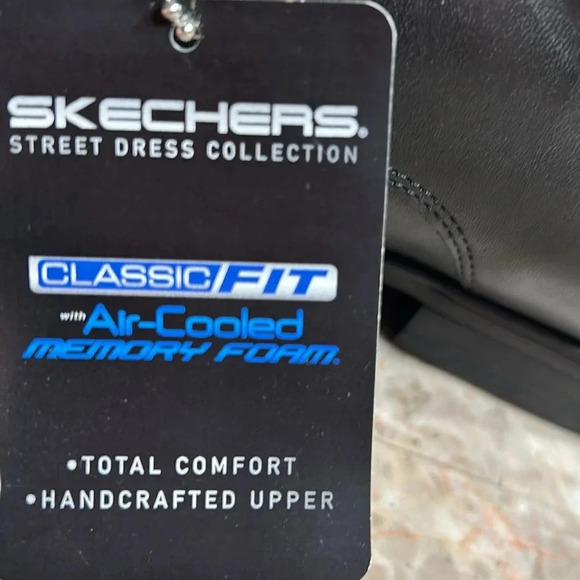 SKECHERS.
STREET DRESS COLLECTION
CLASSIC/FIT
with Air-Cooled
MEMORY FOAM.
•TOTAL COMFORT
•HANDCRAFTED UPPER